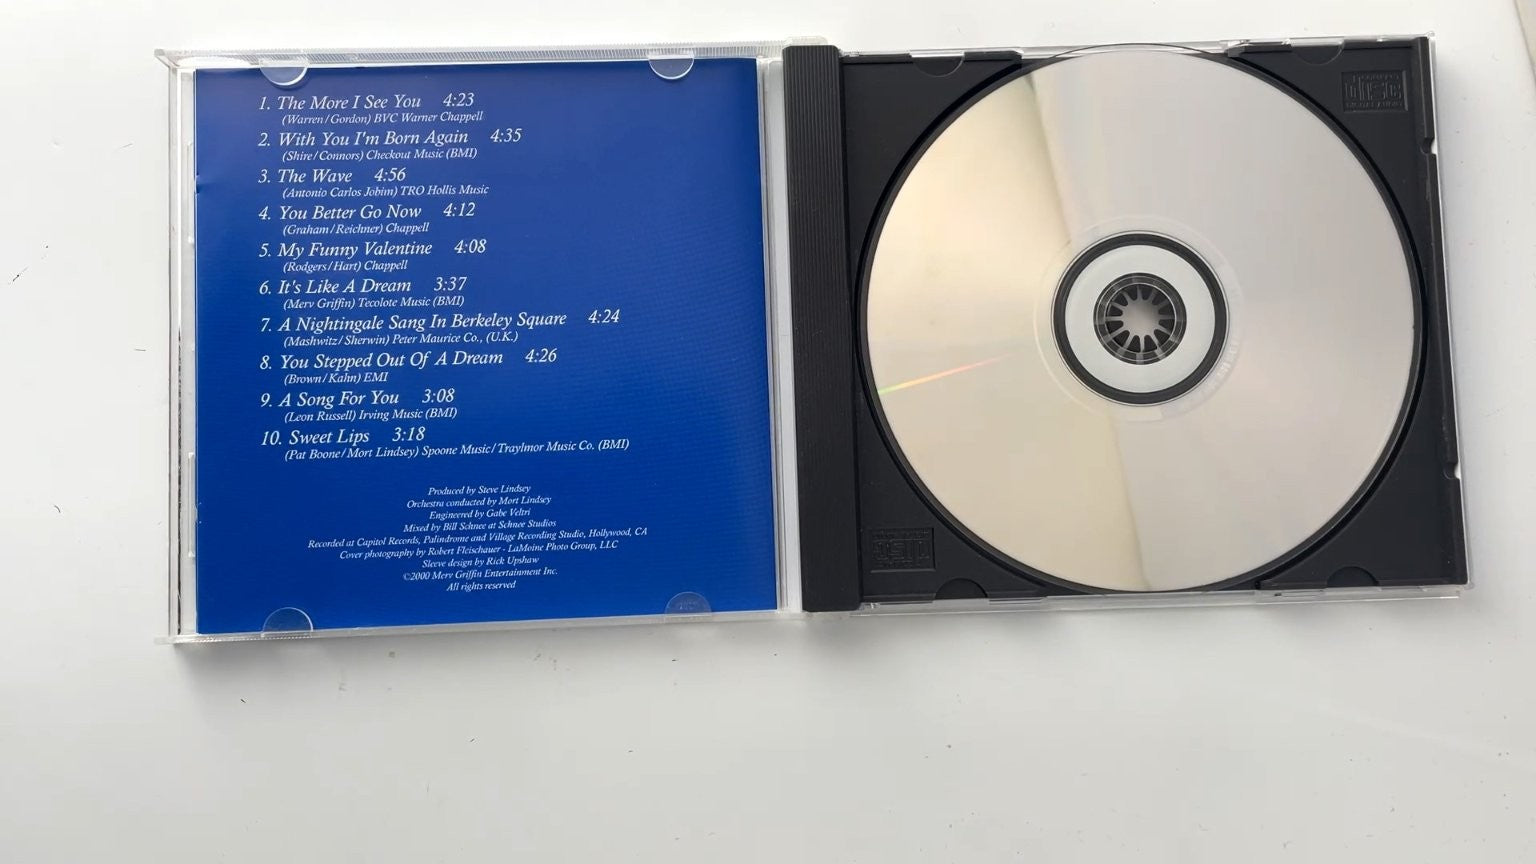 1. The More I See You 4:23
(Warren/Gordon) BVC Warner Chappell
2. With You I'm Born Again 4:35
(Shire/Connors) Checkout Music (BMI)
3. The Wave 4:56
(Antonio Carlos Jobim) TRO Hollis Music
4. You Better Go Now 4:12
(Graham/Reichner) Chappell
5. My Funny Valentine 4:08
(Rodgers/Hart) Chappell
6. It's Like A Dream 3:37
(Merv Griffin) Tecolote Music (BMI)
7. A Nightingale Sang In Berkeley Square 4:24
(Mashwitz/Sherwin) Peter Maurice Co., (U.K.)
8. You Stepped Out Of A Dream 4:26
(Brown/Kahn) EMI
9. A Song For You 3:08
(Leon Russell) Irving Music (BMI)
10. Sweet Lips 3:18
(Pat Boone/Mort Lindsey) Spoone Music/Traylmor Music Co. (BMI)
Produced by Steve Lindsey
Orchestra conducted by Mort Lindsey
Engineered by Gabe Veltri
Mixed by Bill Schnee at Schnee Studios
Recorded at Capitol Records, Palindrome and Village Recording Studio, Hollywood, CA
Cover photography by Robert Fleischauer - LaMoine Photo Group, LLC
Sleeve design by Rick Upshaw
©2000 Merv Griffin Entertainment Inc.
All rights reserved
COMPACT
disc
DIGITAL AUDIO